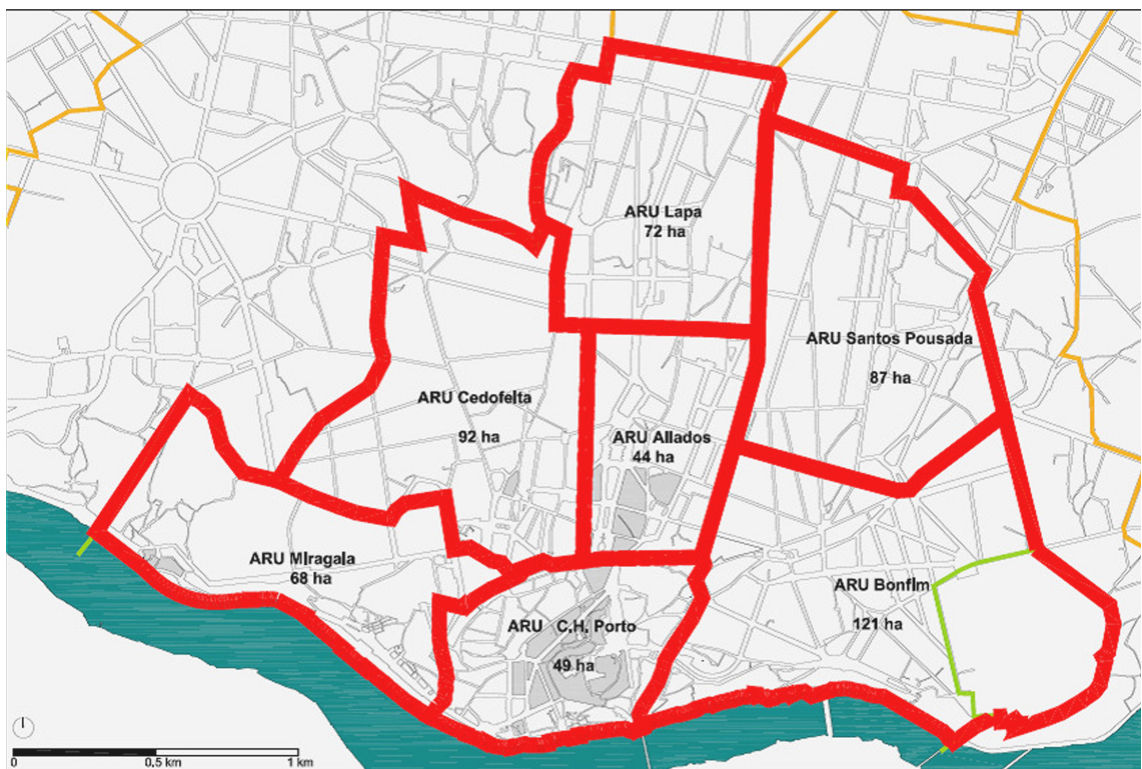 ARU Lapa
72 ha
ARU Santos Pousada
87 ha
ARU Cedofeita
92 ha
ARU Aliados
44 ha
ARU Miragaia
68 ha
ARU Bonfim
121 ha
ARU C.H. Porto
49 ha
0 0,5 km 1 km